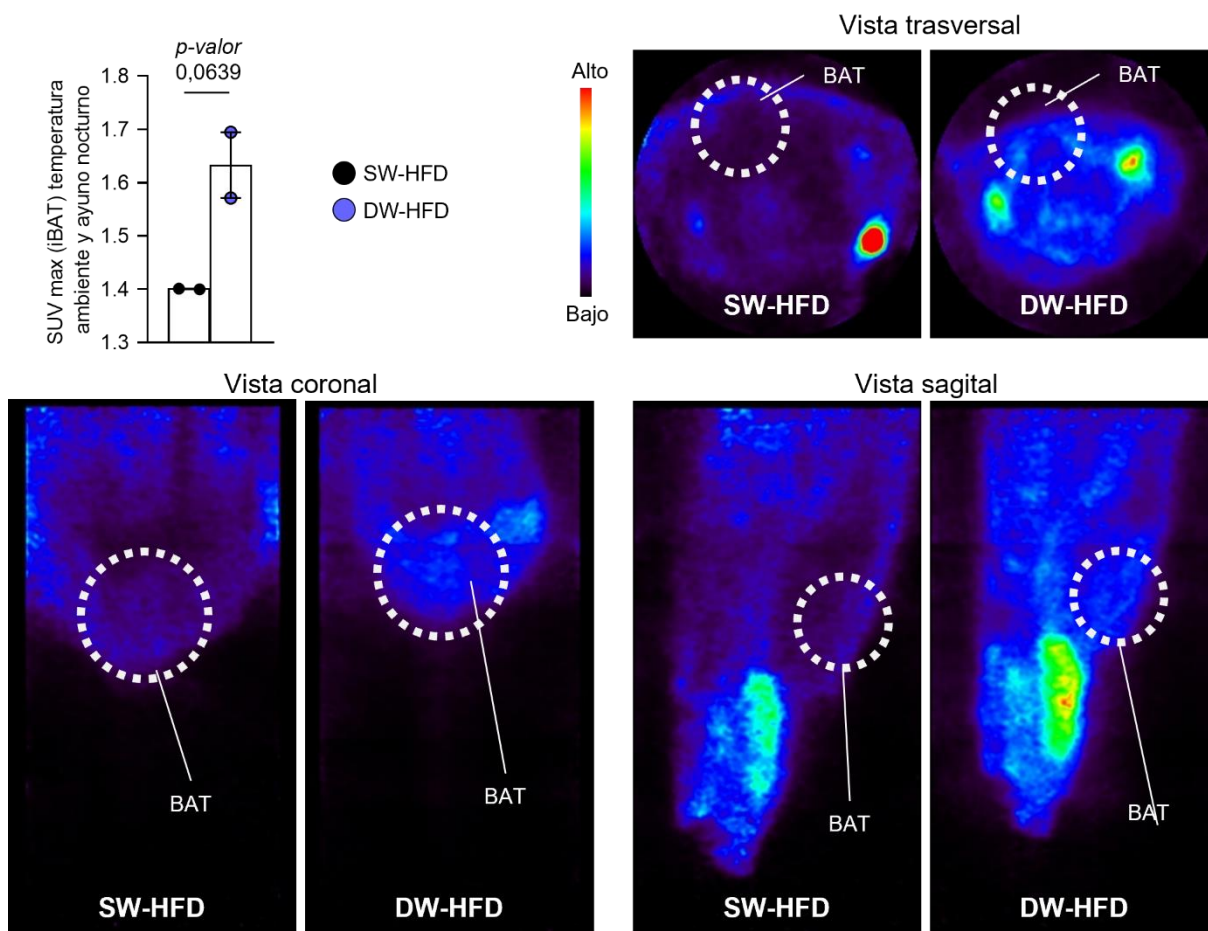 p-valor
0,0639
1.8
1.7
1.6
1.5
1.4
1.3
SUV max (iBAT) temperatura
ambiente y ayuno nocturno
SW-HFD
DW-HFD
Alto
Bajo
Vista trasversal
BAT
SW-HFD
BAT
DW-HFD
Vista coronal
BAT
SW-HFD
BAT
DW-HFD
Vista sagital
BAT
SW-HFD
BAT
DW-HFD